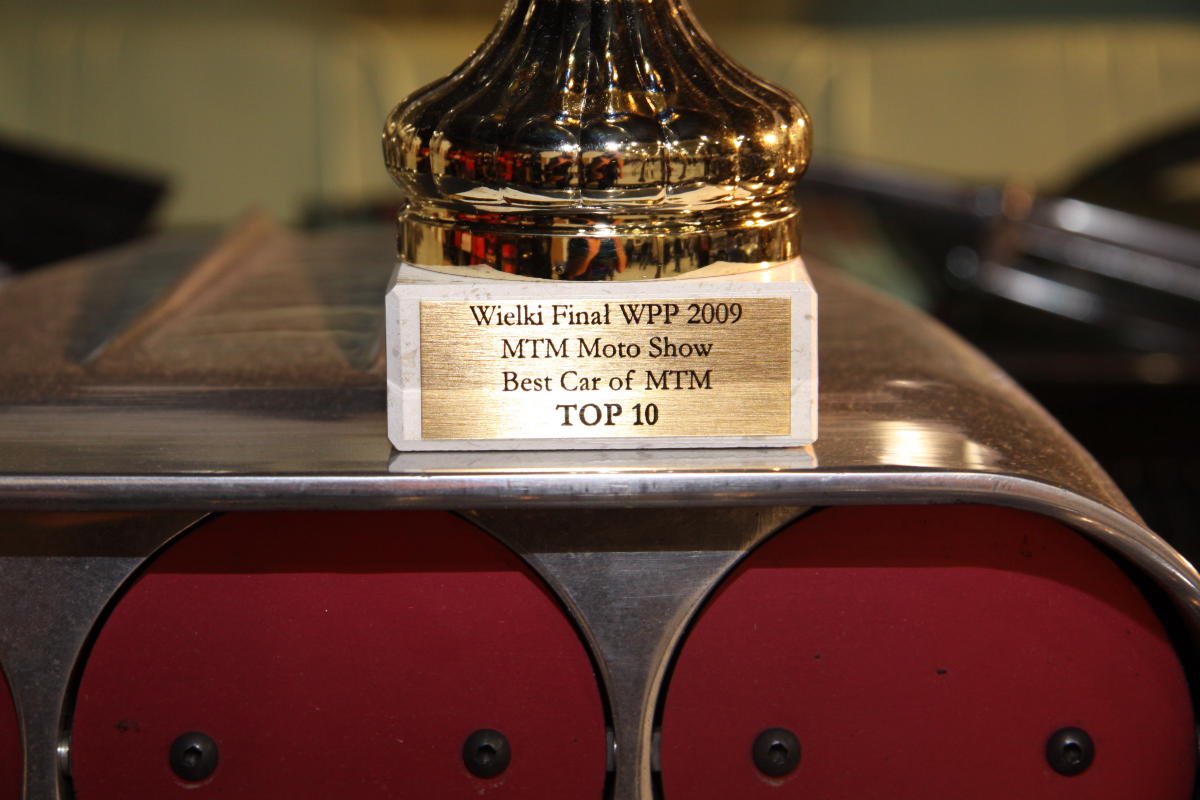 Wielki Finał WPP 2009
MTM Moto Show
Best Car of MTM
TOP 10